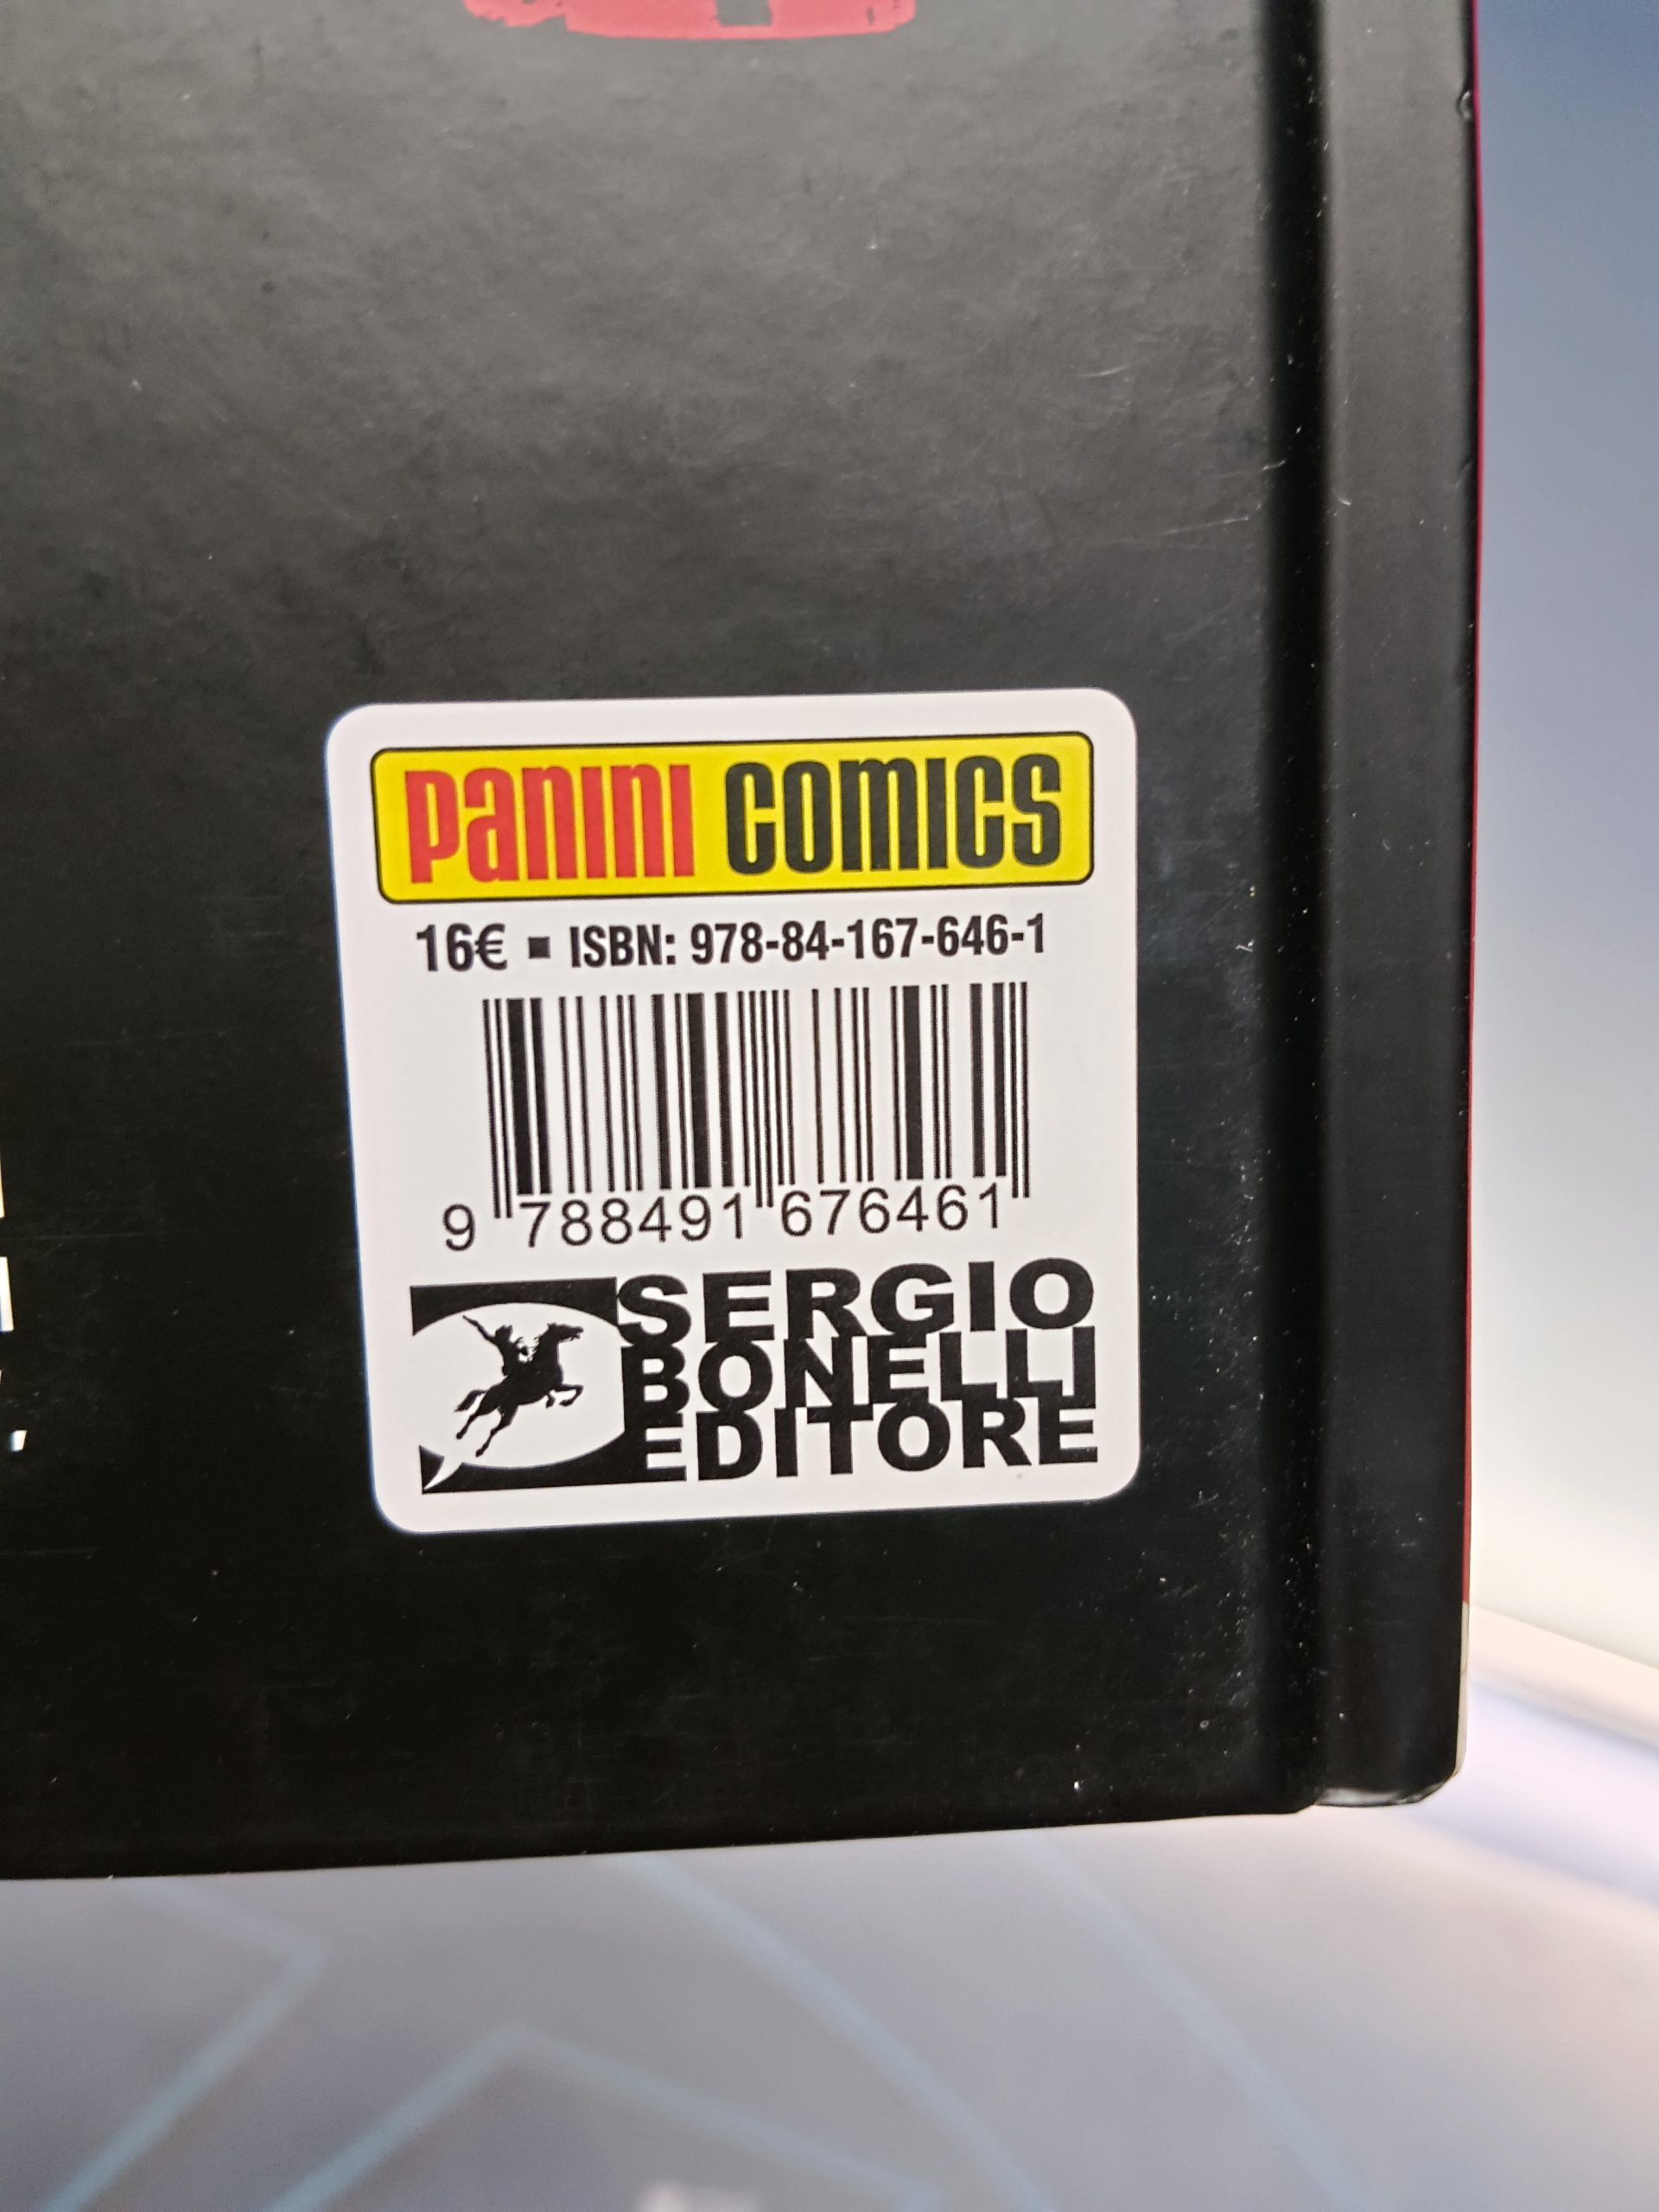 PANINI COMICS
16€ ▪ ISBN: 978-84-167-646-1
9 788491 676461
SERGIO
BONELLI
EDITORE